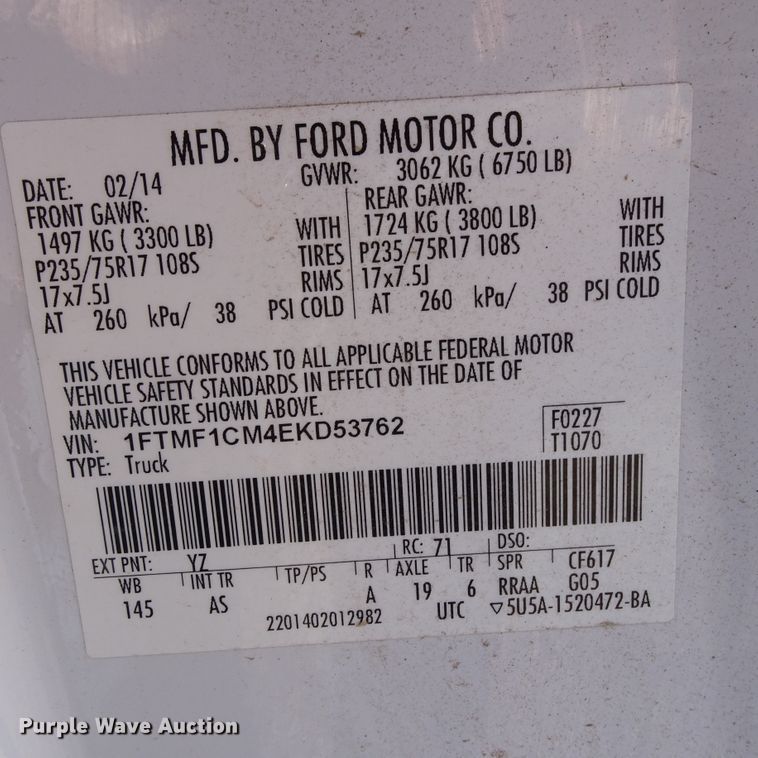 MFD. BY FORD MOTOR CO.
DATE: 02/14 GVWR: 3062 KG ( 6750 LB)
FRONT GAWR: REAR GAWR:
1497 KG ( 3300 LB) WITH 1724 KG ( 3800 LB) WITH
P235/75R17 108S TIRES P235/75R17 108S TIRES
17x7.5J RIMS 17x7.5J RIMS
AT 260 kPa/ 38 PSI COLD AT 260 kPa/ 38 PSI COLD
THIS VEHICLE CONFORMS TO ALL APPLICABLE FEDERAL MOTOR
VEHICLE SAFETY STANDARDS IN EFFECT ON THE DATE OF
MANUFACTURE SHOWN ABOVE.
VIN: 1FTMF1CM4EKD53762 F0227
TYPE: Truck T1070
EXT PNT: YZ RC: 71 DSO:
WB INT TR TP/PS R AXLE TR SPR CF617
145 AS A 19 6 RRAA G05
2201402012982 UTC ▽5U5A-1520472-BA
Purple Wave Auction